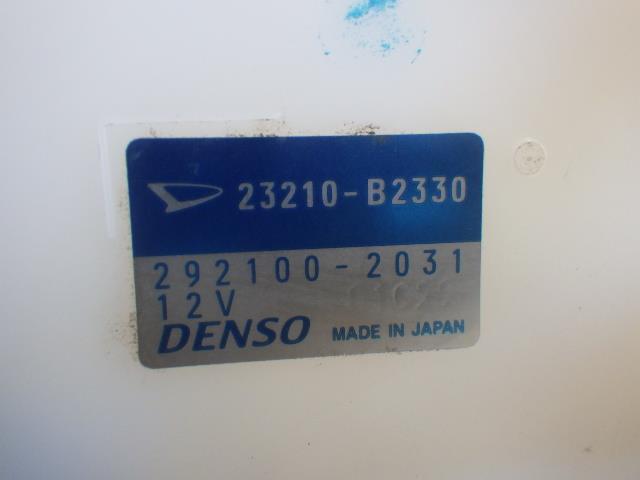 23210-B2330
292100-2031
12V
DENSO MADE IN JAPAN